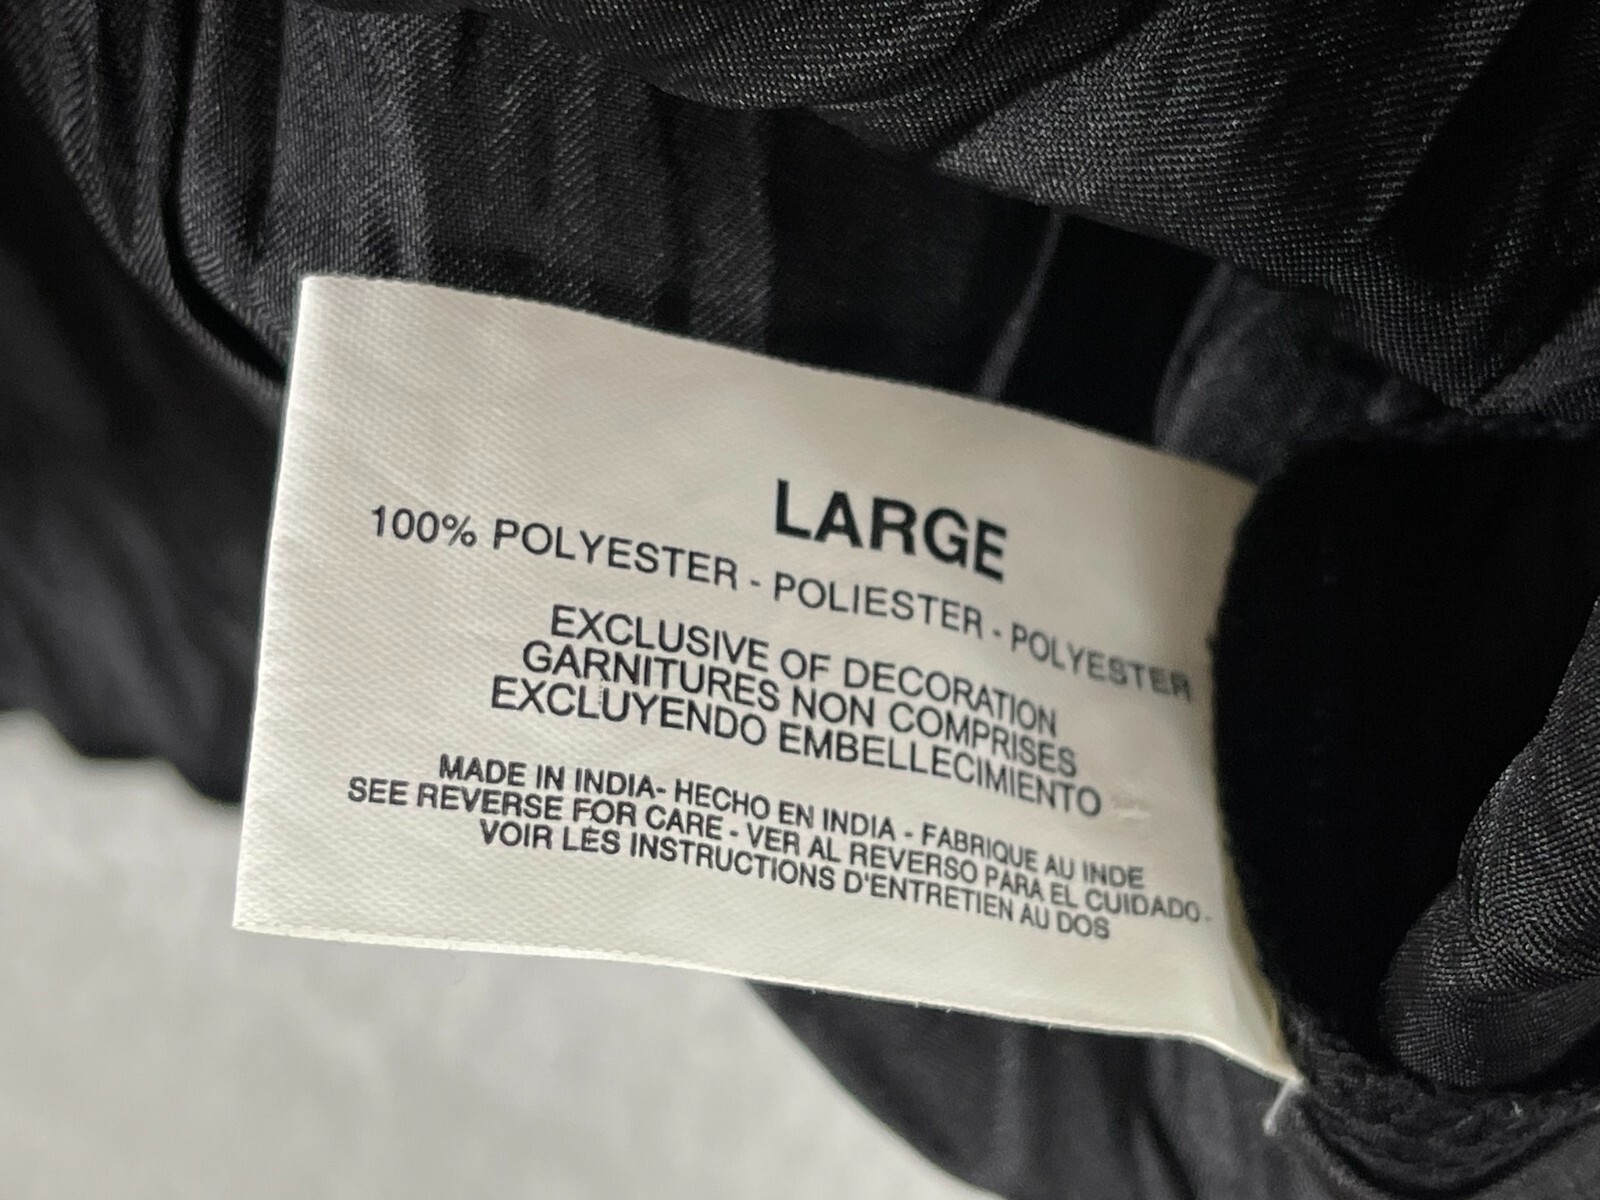 LARGE
100% POLYESTER - POLIESTER - POLYESTER
EXCLUSIVE OF DECORATION
GARNITURES NON COMPRISES
EXCLUYENDO EMBELLECIMIENTO
MADE IN INDIA- HECHO EN INDIA - FABRIQUE AU INDE
SEE REVERSE FOR CARE - VER AL REVERSO PARA EL CUIDADO -
VOIR LES INSTRUCTIONS D'ENTRETIEN AU DOS